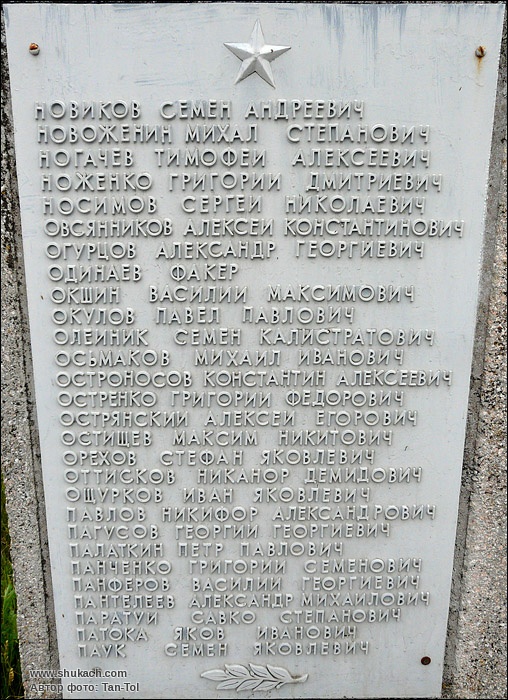 НОВИКОВ СЕМЕН АНДРЕЕВИЧ
НОВОЖЕНИН МИХАЛ СТЕПАНОВИЧ
НОГАЧЕВ ТИМОФЕИ АЛЕКСЕЕВИЧ
НОЖЕНКО ГРИГОРИИ ДМИТРИЕВИЧ
НОСИМОВ СЕРГЕИ НИКОЛАЕВИЧ
ОВСЯННИКОВ АЛЕКСЕИ КОНСТАНТИНОВИЧ
ОГУРЦОВ АЛЕКСАНДР ГЕОРГИЕВИЧ
ОДИНАЕВ ФАКЕР
ОКШИН ВАСИЛИИ МАКСИМОВИЧ
ОКУЛОВ ПАВЕЛ ПАВЛОВИЧ
ОЛЕИНИК СЕМЕН КАЛИСТРАТОВИЧ
ОСЬМАКОВ МИХАИЛ ИВАНОВИЧ
ОСТРОНОСОВ КОНСТАНТИН АЛЕКСЕЕВИЧ
ОСТРЕНКО ГРИГОРИИ ФЕДОРОВИЧ
ОСТРЯНСКИИ АЛЕКСЕИ ЕГОРОВИЧ
ОСТИЩЕВ МАКСИМ НИКИТОВИЧ
ОРЕХОВ СТЕФАН ЯКОВЛЕВИЧ
ОТТИСКОВ НИКАНОР ДЕМИДОВИЧ
ОЩУРКОВ ИВАН ЯКОВЛЕВИЧ
ПАВЛОВ НИКИФОР АЛЕКСАНДРОВИЧ
ПАГУСОВ ГЕОРГИИ ГЕОРГИЕВИЧ
ПАЛАТКИН ПЕТР ПАВЛОВИЧ
ПАНЧЕНКО ГРИГОРИИ СЕМЕНОВИЧ
ПАНФЕРОВ ВАСИЛИИ ГЕОРГИЕВИЧ
ПАНТЕЛЕЕВ АЛЕКСАНДР МИХАИЛОВИЧ
ПАРАТУИ САВКО СТЕПАНОВИЧ
ПАТОКА ЯКОВ ИВАНОВИЧ
ПАУК СЕМЕН ЯКОВЛЕВИЧ
www.shukach.com
Автор фото: Tan-Tol